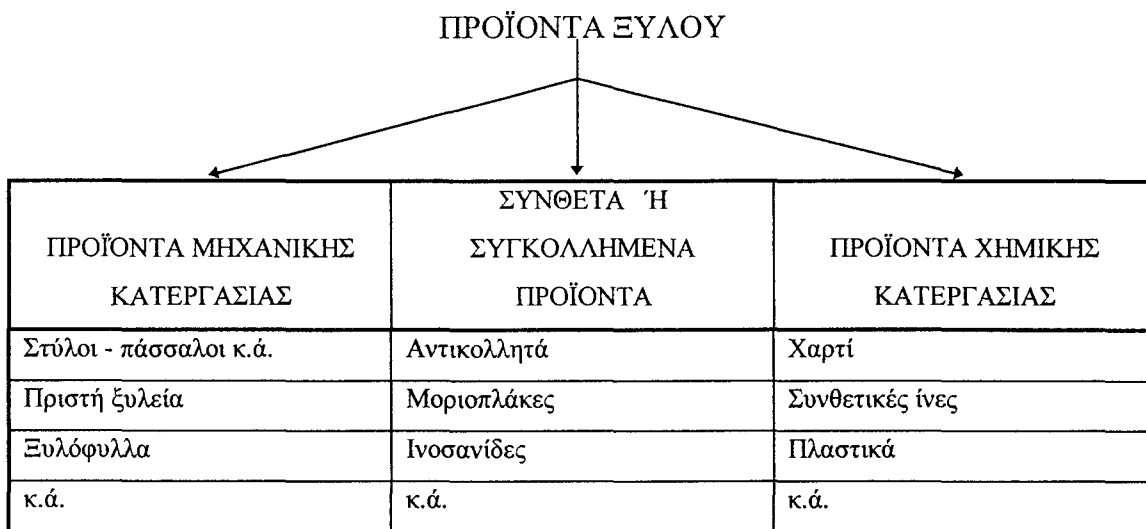 ΠΡΟΪΟΝΤΑ ΞΥΛΟΥ
ΠΡΟΪΟΝΤΑ ΜΗΧΑΝΙΚΗΣ
ΚΑΤΕΡΓΑΣΙΑΣ
ΣΥΝΘΕΤΑ Ή
ΣΥΓΚΟΛΛΗΜΕΝΑ
ΠΡΟΪΟΝΤΑ
ΠΡΟΪΟΝΤΑ ΧΗΜΙΚΗΣ
ΚΑΤΕΡΓΑΣΙΑΣ
Στύλοι - πάσσαλοι κ.ά.
Αντικολλητά
Χαρτί
Πριστή ξυλεία
Μοριοπλάκες
Συνθετικές ίνες
Ξυλόφυλλα
Ινοσανίδες
Πλαστικά
κ.ά.
κ.ά.
κ.ά.